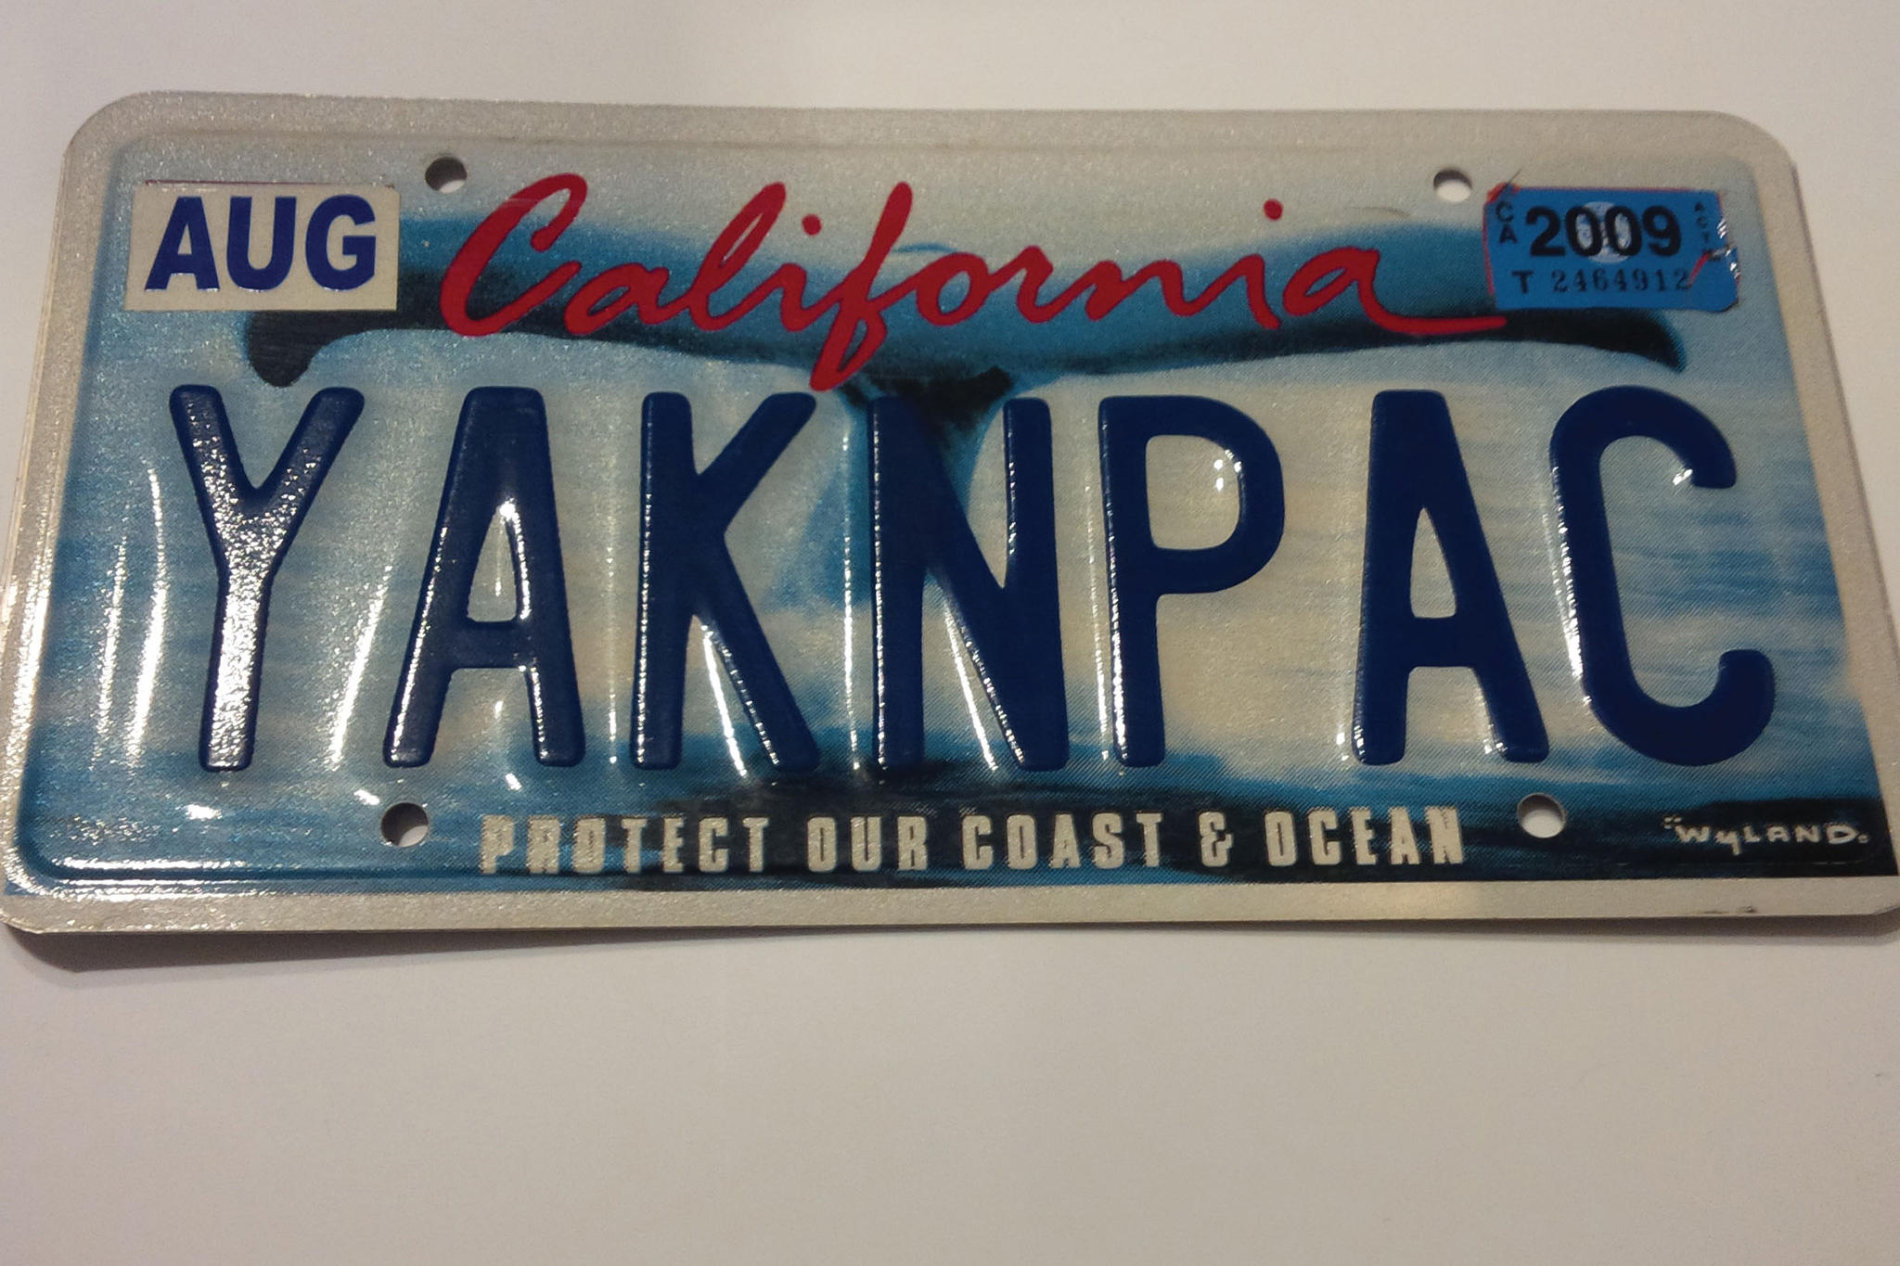 AUG
California
CA 2009
T 2464912
YAKNPAC
PROTECT OUR COAST & OCEAN
"WYLAND.